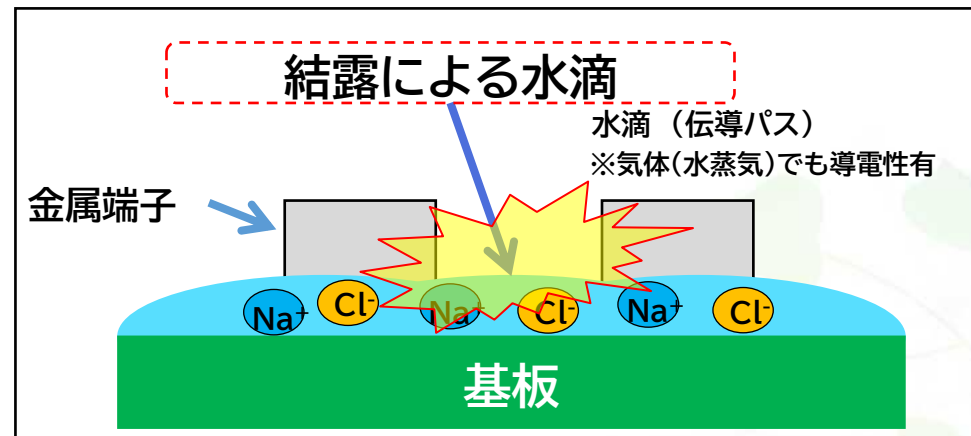 結露による水滴
水滴 （伝導パス）
※気体(水蒸気)でも導電性有
金属端子
Na⁺
Cl⁻
Na⁺
Cl⁻
Na⁺
Cl⁻
基板